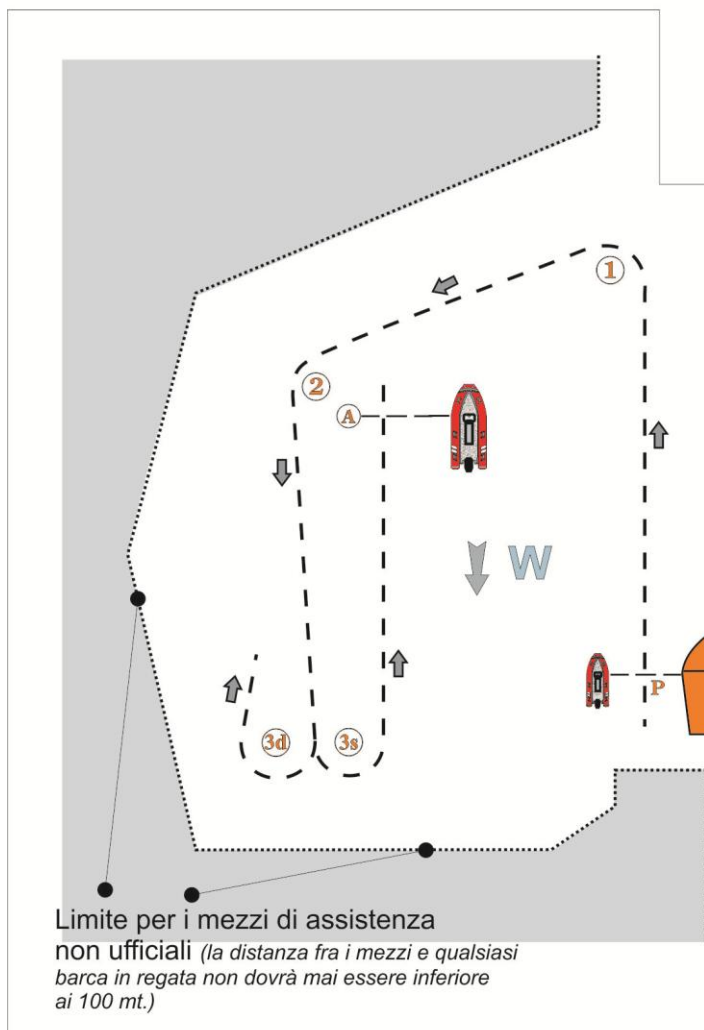 1
2
A
W
P
3d 3s
Limite per i mezzi di assistenza
non ufficiali (la distanza fra i mezzi e qualsiasi
barca in regata non dovrà mai essere inferiore
ai 100 mt.)